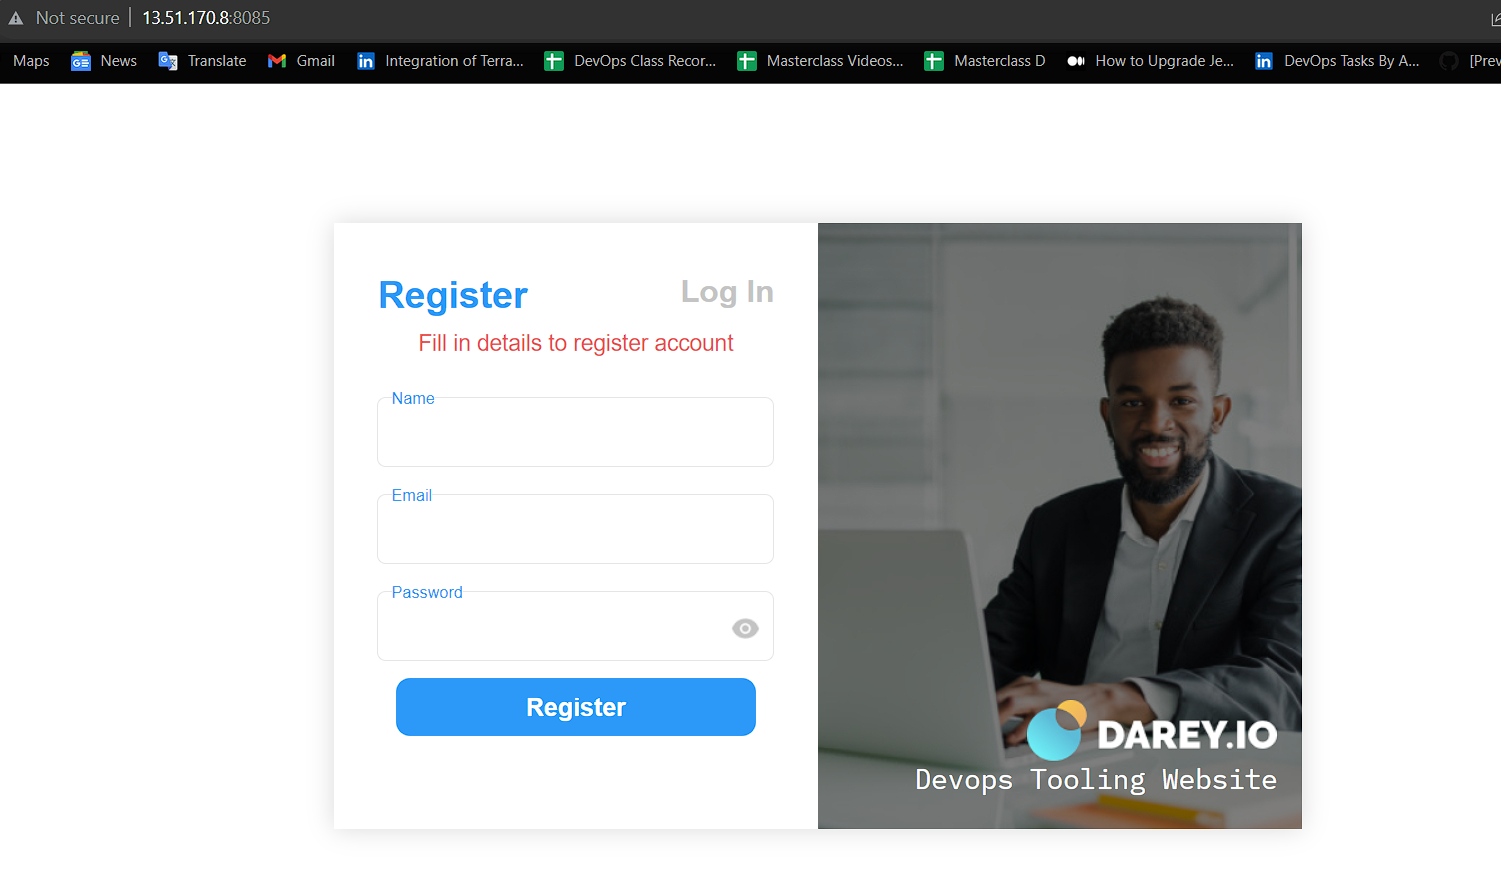 Not secure | 13.51.170.8:8085
Maps News Translate Gmail Integration of Terra... DevOps Class Recor... Masterclass Videos... Masterclass D How to Upgrade Je... DevOps Tasks By A... [Prev
Register Log In
Fill in details to register account
Name
Email
Password
Register
DAREY.IO
Devops Tooling Website